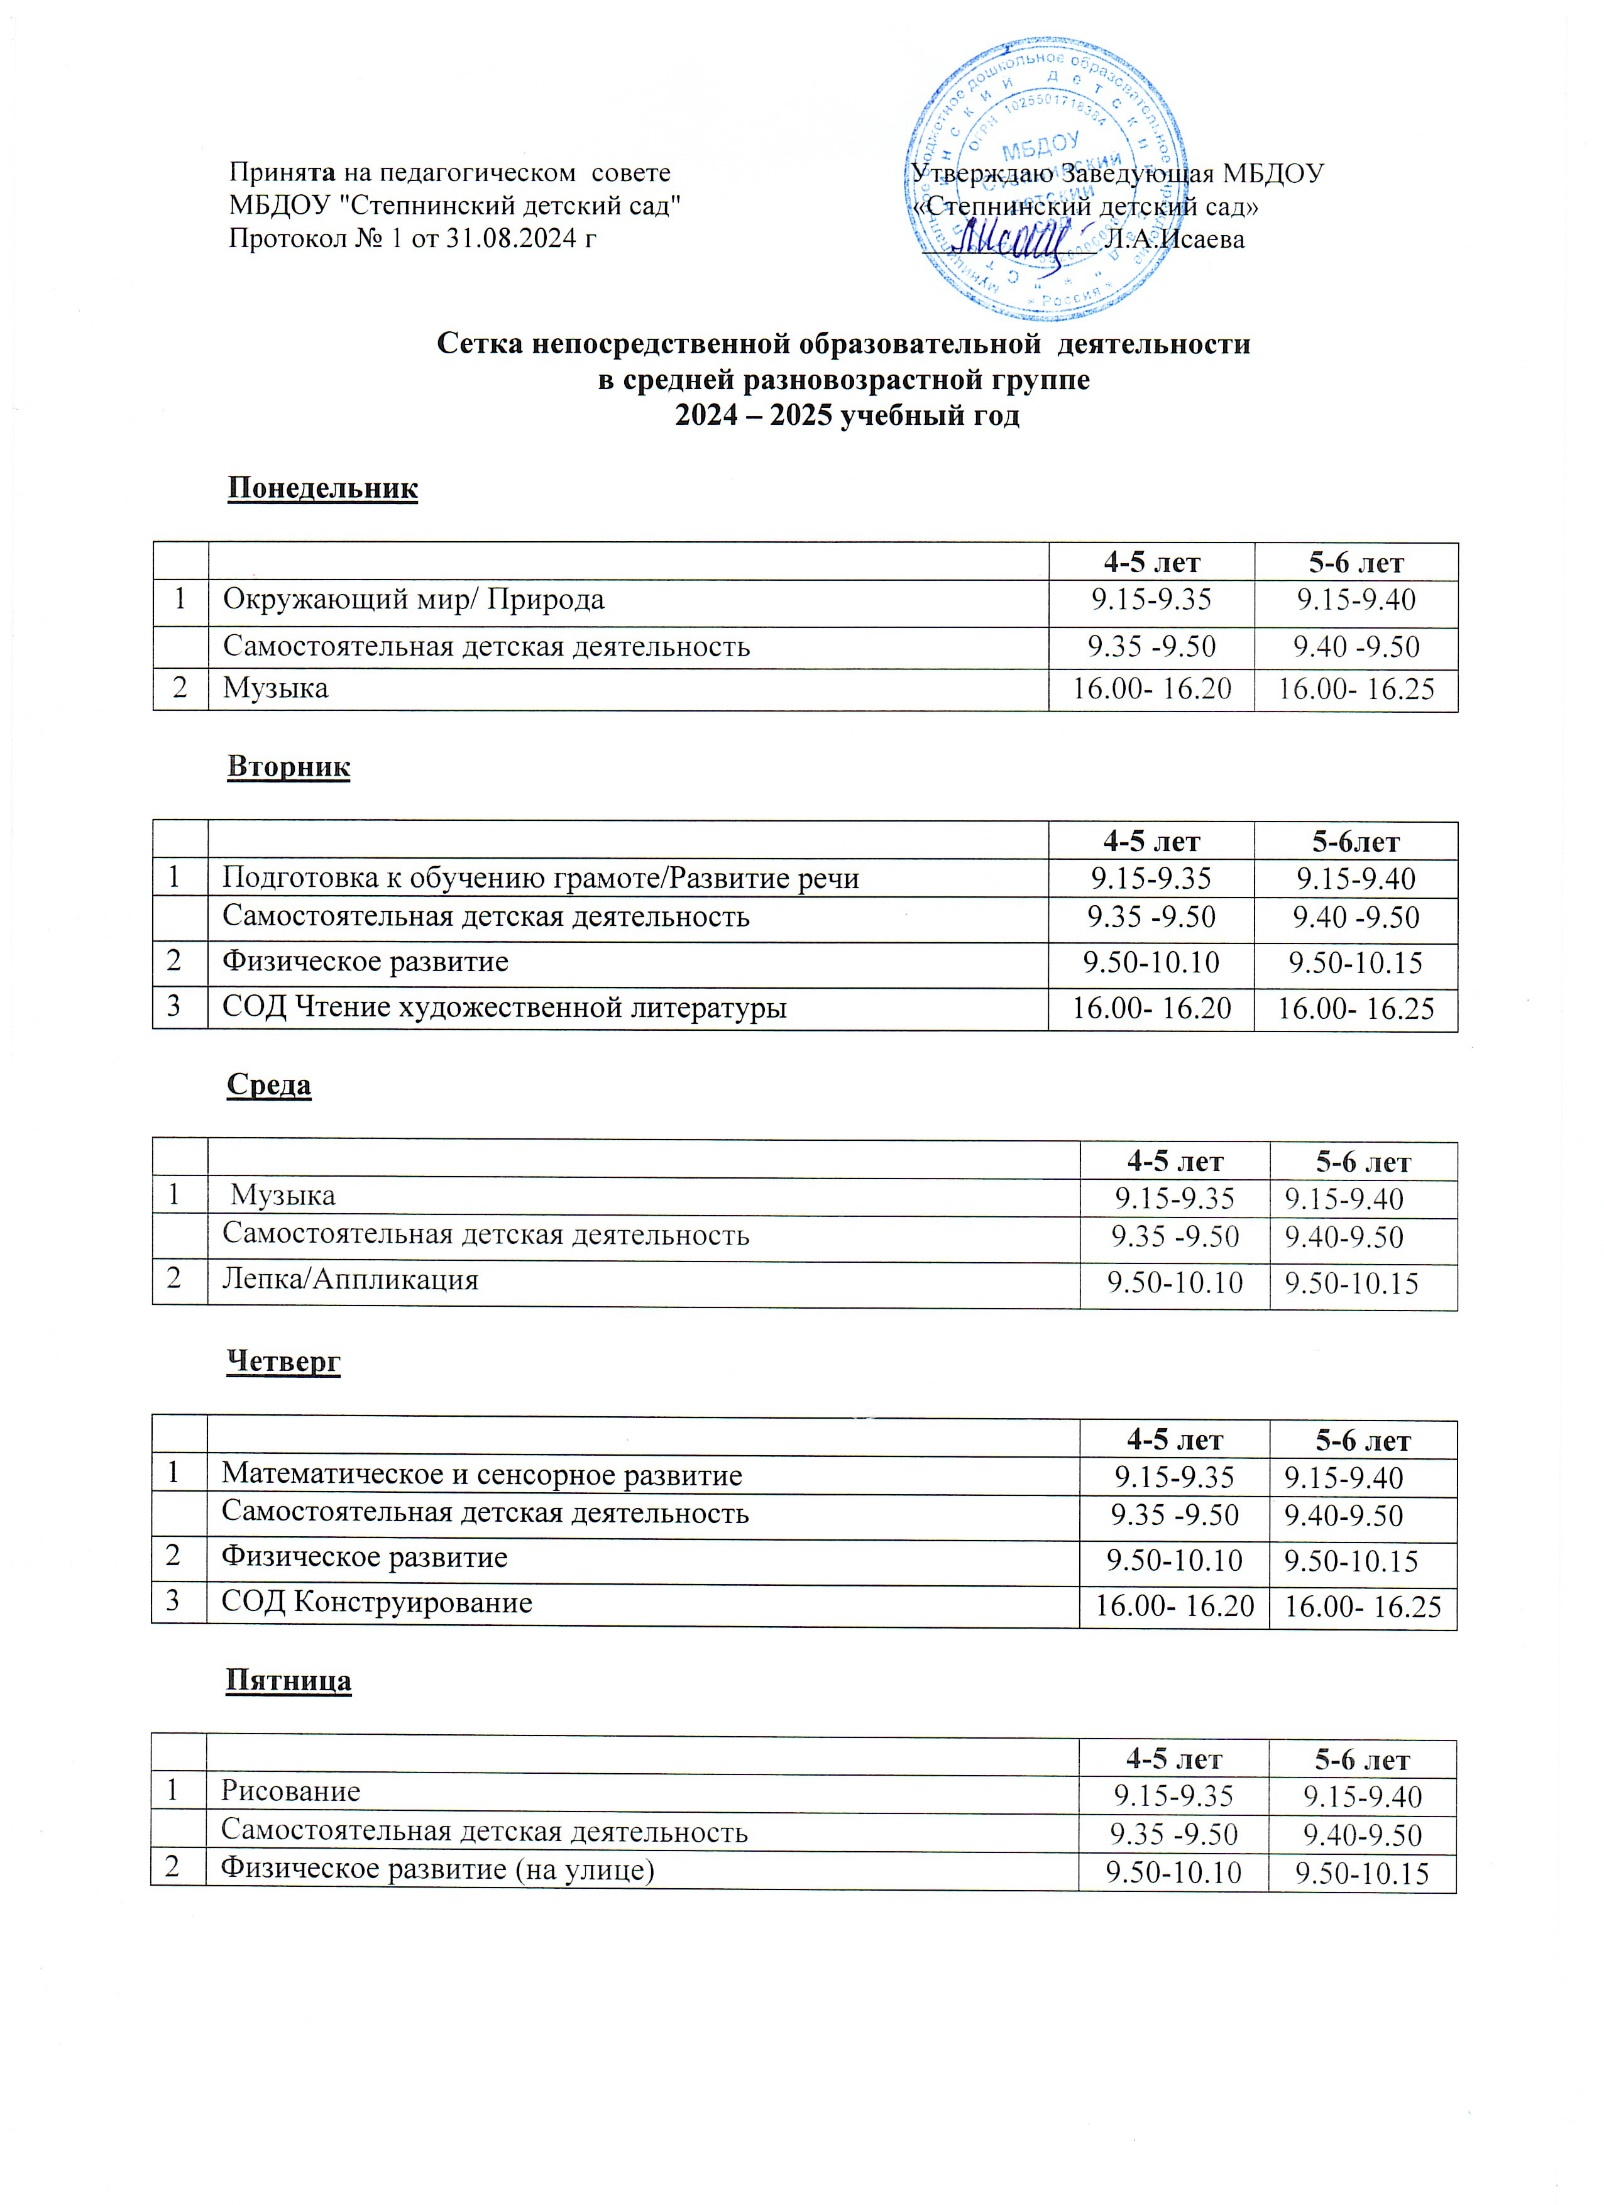 Принята на педагогическом совете
МБДОУ "Степнинский детский сад"
Протокол № 1 от 31.08.2024 г
Утверждаю Заведующая МБДОУ
«Степнинский детский сад»
Л.А.Исаева
муниципальное бюджетное дошкольное образовательное учреждение
"Степнинский детский сад"
* Россия *
ОГРН 1025501718384
МБДОУ
"Степнинский
детский
сад"
Сетка непосредственной образовательной деятельности
в средней разновозрастной группе
2024 – 2025 учебный год
Понедельник
4-5 лет 5-6 лет
1 Окружающий мир/ Природа 9.15-9.35 9.15-9.40
Самостоятельная детская деятельность 9.35 -9.50 9.40 -9.50
2 Музыка 16.00- 16.20 16.00- 16.25
Вторник
4-5 лет 5-6лет
1 Подготовка к обучению грамоте/Развитие речи 9.15-9.35 9.15-9.40
Самостоятельная детская деятельность 9.35 -9.50 9.40 -9.50
2 Физическое развитие 9.50-10.10 9.50-10.15
3 СОД Чтение художественной литературы 16.00- 16.20 16.00- 16.25
Среда
4-5 лет 5-6 лет
1 Музыка 9.15-9.35 9.15-9.40
Самостоятельная детская деятельность 9.35 -9.50 9.40-9.50
2 Лепка/Аппликация 9.50-10.10 9.50-10.15
Четверг
4-5 лет 5-6 лет
1 Математическое и сенсорное развитие 9.15-9.35 9.15-9.40
Самостоятельная детская деятельность 9.35 -9.50 9.40-9.50
2 Физическое развитие 9.50-10.10 9.50-10.15
3 СОД Конструирование 16.00- 16.20 16.00- 16.25
Пятница
4-5 лет 5-6 лет
1 Рисование 9.15-9.35 9.15-9.40
Самостоятельная детская деятельность 9.35 -9.50 9.40-9.50
2 Физическое развитие (на улице) 9.50-10.10 9.50-10.15